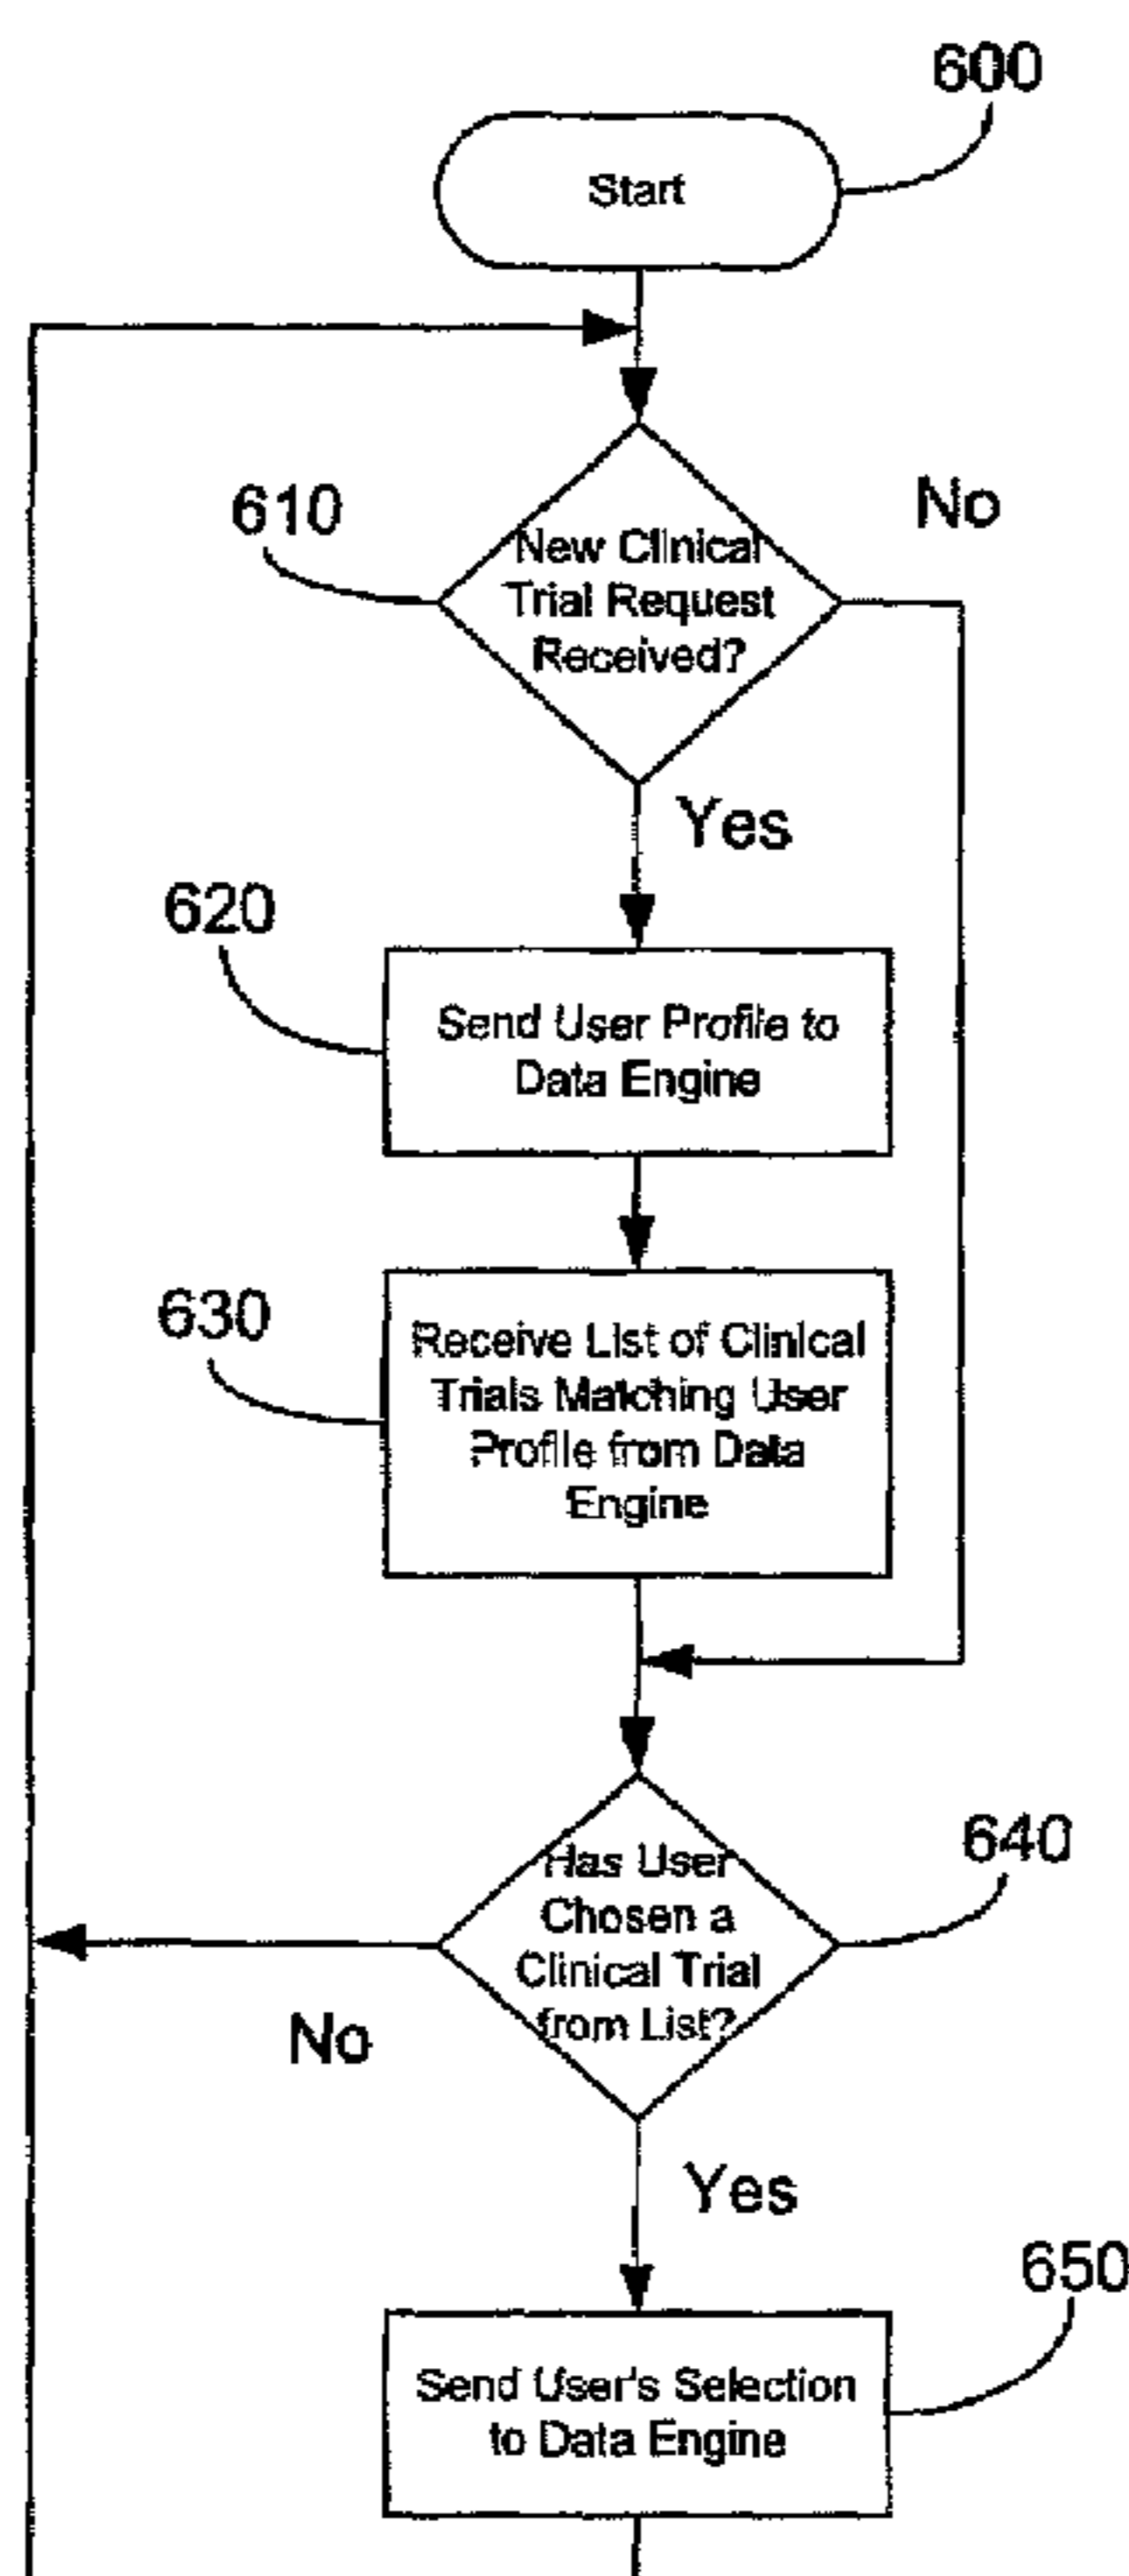 600
Start
610
No
New Clinical
Trial Request
Received?
Yes
620
Send User Profile to
Data Engine
630
Receive List of Clinical
Trials Matching User
Profile from Data
Engine
640
Has User
Chosen a
Clinical Trial
from List?
No
Yes
650
Send User's Selection
to Data Engine